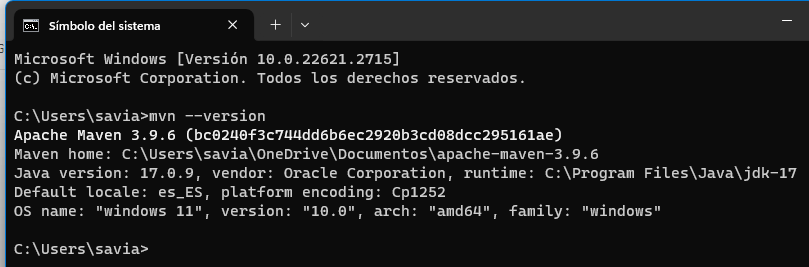 Símbolo del sistema
Microsoft Windows [Versión 10.0.22621.2715]
(c) Microsoft Corporation. Todos los derechos reservados.
C:\Users\savia>mvn --version
Apache Maven 3.9.6 (bc0240f3c744dd6b6ec2920b3cd08dcc295161ae)
Maven home: C:\Users\savia\OneDrive\Documentos\apache-maven-3.9.6
Java version: 17.0.9, vendor: Oracle Corporation, runtime: C:\Program Files\Java\jdk-17
Default locale: es_ES, platform encoding: Cp1252
OS name: "windows 11", version: "10.0", arch: "amd64", family: "windows"
C:\Users\savia>